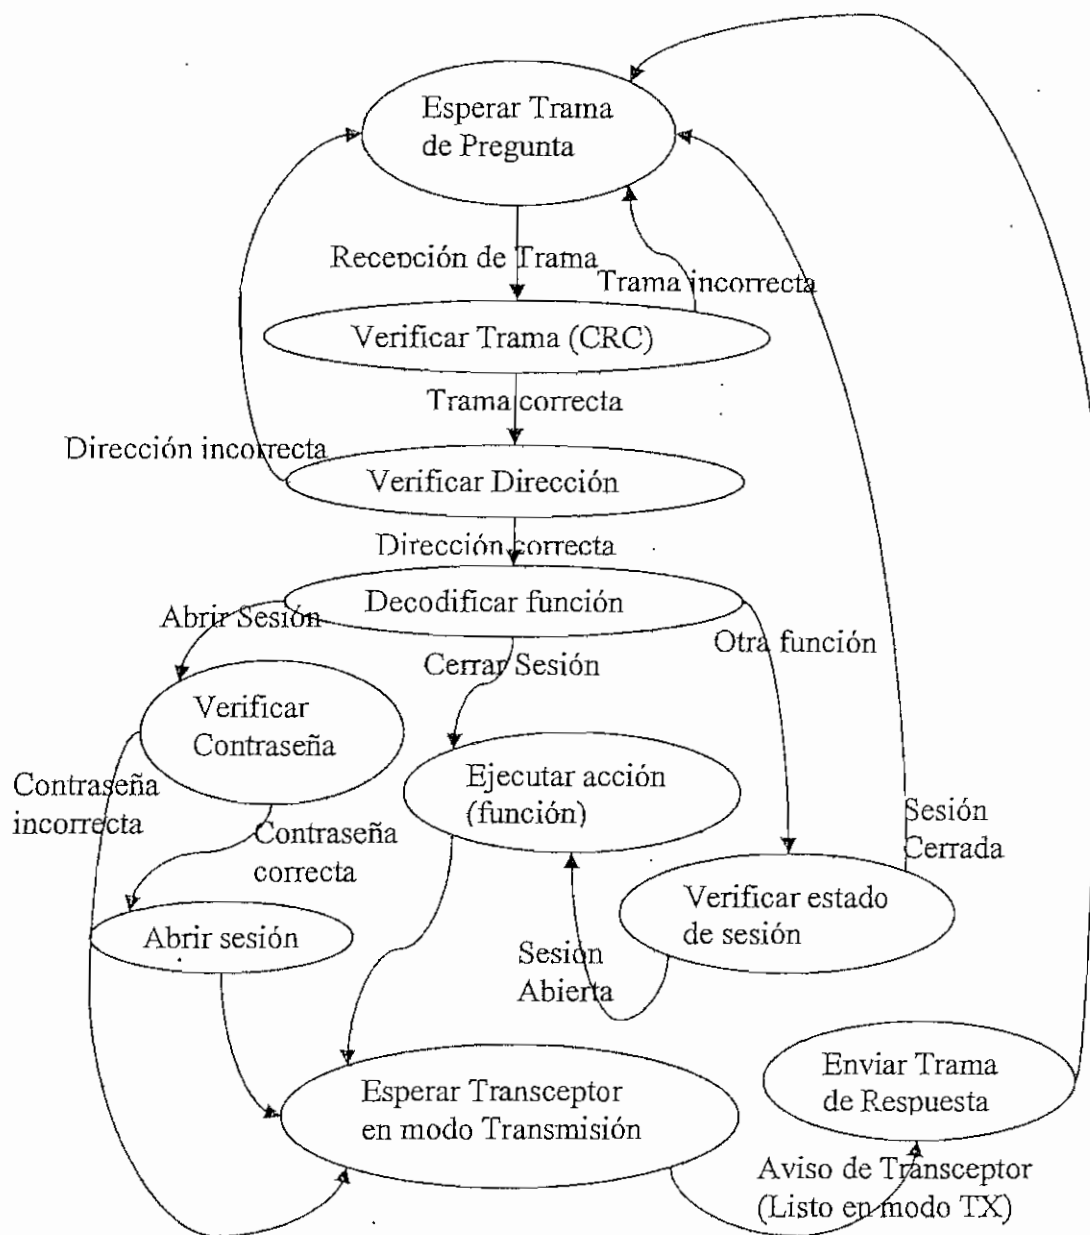 Esperar Trama
de Pregunta
Recepción de Trama
Trama incorrecta
Verificar Trama (CRC)
Trama correcta
Dirección incorrecta
Verificar Dirección
Dirección correcta
Decodificar función
Abrir Sesión
Cerrar Sesión
Otra función
Verificar
Contraseña
Ejecutar acción
(función)
Contraseña
incorrecta
Contraseña
correcta
Sesión
Cerrada
Verificar estado
de sesión
Abrir sesión
Sesión
Abierta
Enviar Trama
de Respuesta
Esperar Transceptor
en modo Transmisión
Aviso de Transceptor
(Listo en modo TX)